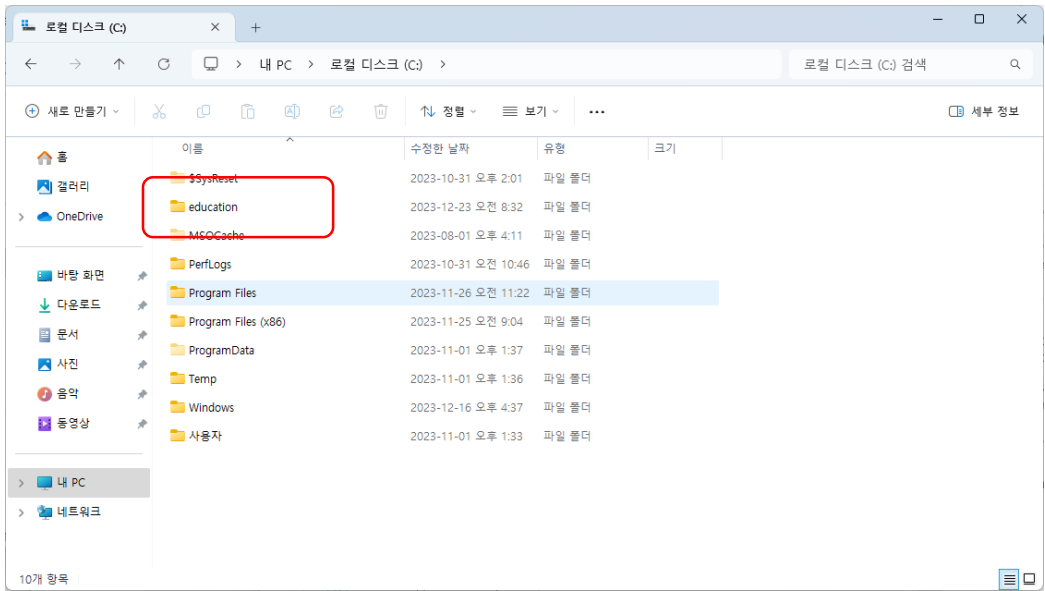 로컬 디스크 (C:)
내 PC > 로컬 디스크 (C:) >
로컬 디스크 (C:) 검색
새로 만들기
정렬
보기
세부 정보
홈
갤러리
OneDrive
바탕 화면
다운로드
문서
사진
음악
동영상
내 PC
네트워크
이름 수정한 날짜 유형 크기
$SysReset 2023-10-31 오후 2:01 파일 폴더
education 2023-12-23 오전 8:32 파일 폴더
MSOCache 2023-08-01 오후 4:11 파일 폴더
PerfLogs 2023-10-31 오전 10:46 파일 폴더
Program Files 2023-11-26 오전 11:22 파일 폴더
Program Files (x86) 2023-11-25 오전 9:04 파일 폴더
ProgramData 2023-11-01 오후 1:37 파일 폴더
Temp 2023-11-01 오후 1:36 파일 폴더
Windows 2023-12-16 오후 4:37 파일 폴더
사용자 2023-11-01 오후 1:33 파일 폴더
10개 항목